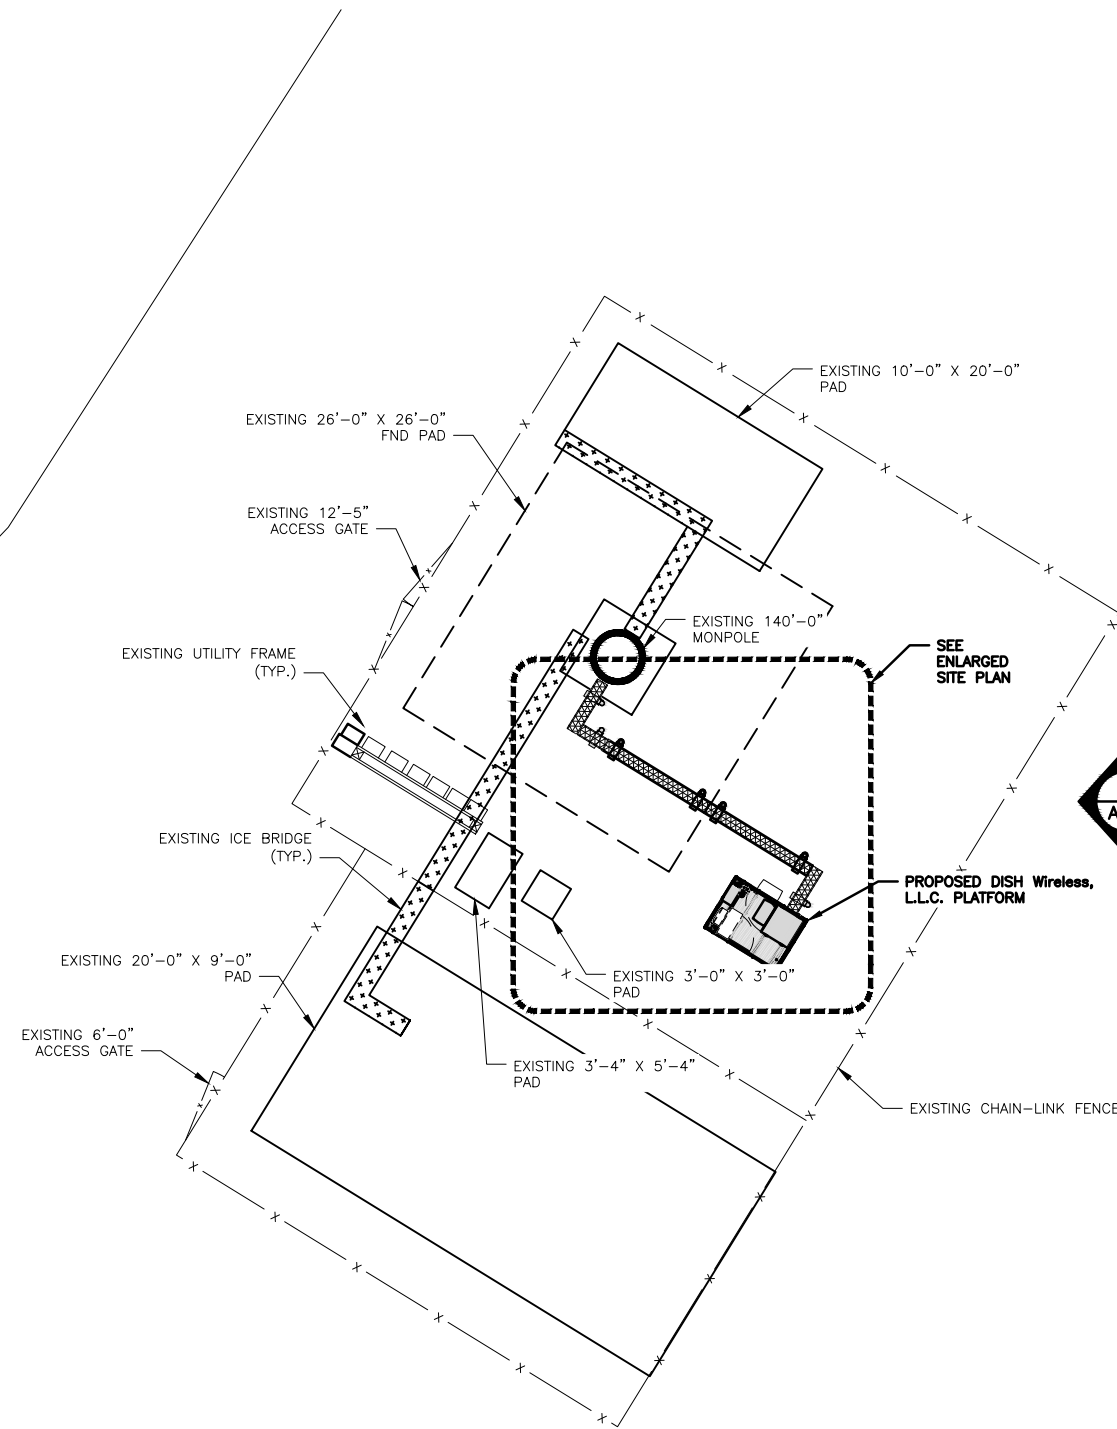 EXISTING 10'-0" X 20'-0"
PAD
EXISTING 26'-0" X 26'-0"
FND PAD
EXISTING 12'-5"
ACCESS GATE
EXISTING 140'-0"
MONPOLE
SEE
ENLARGED
SITE PLAN
EXISTING UTILITY FRAME
(TYP.)
A
EXISTING ICE BRIDGE
(TYP.)
PROPOSED DISH Wireless,
L.L.C. PLATFORM
EXISTING 20'-0" X 9'-0"
PAD
EXISTING 3'-0" X 3'-0"
PAD
EXISTING 6'-0"
ACCESS GATE
EXISTING 3'-4" X 5'-4"
PAD
EXISTING CHAIN-LINK FENCE